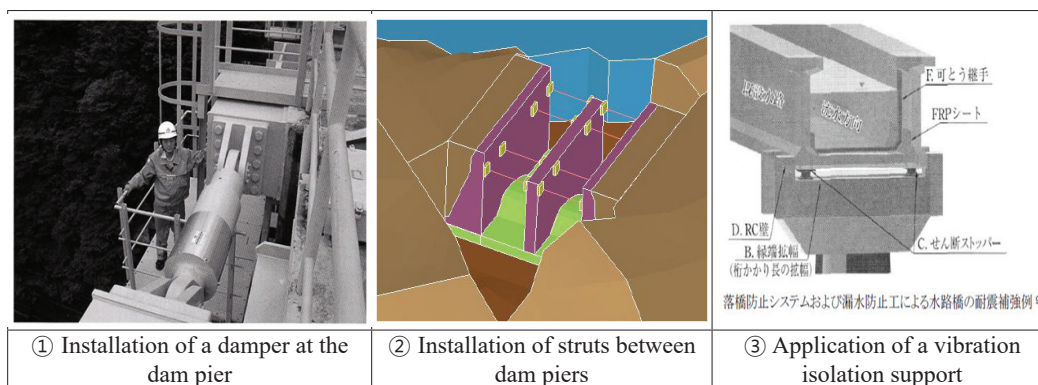 F. 可とう継手
流水方向
FRPシート
D. RC壁
B. 縁端拡幅
(桁かかり長の拡幅)
C. せん断ストッパー
落橋防止システムおよび漏水防止工による水路橋の耐震補強例
① Installation of a damper at the
dam pier
② Installation of struts between
dam piers
③ Application of a vibration
isolation support